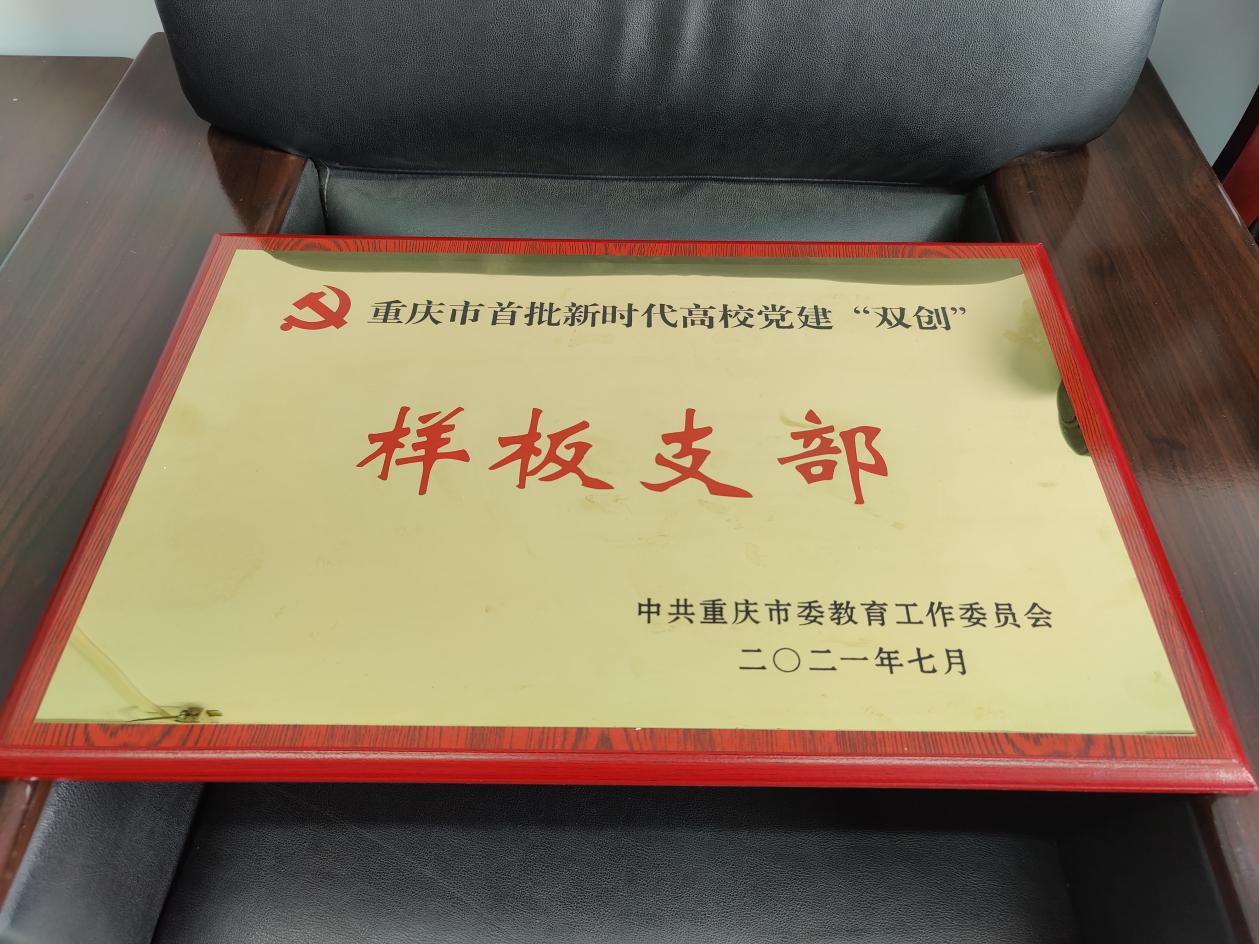 重庆市首批新时代高校党建“双创”
样板支部
中共重庆市委教育工作委员会
二〇二一年七月